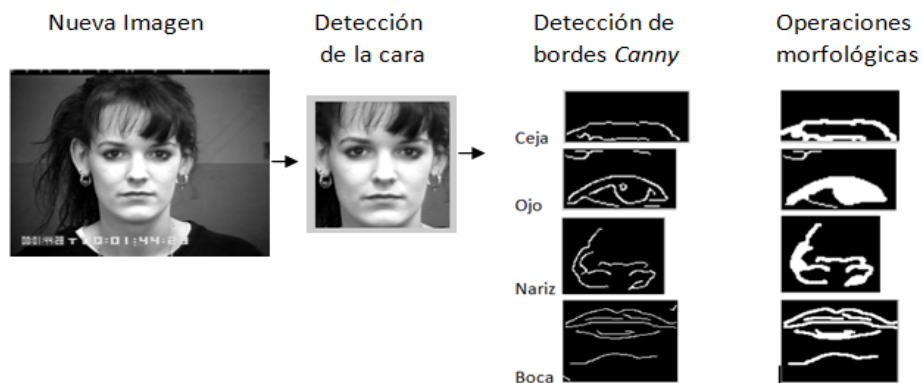 Nueva Imagen
Detección
de la cara
Detección de
bordes Canny
Operaciones
morfológicas
Ceja
Ojo
Nariz
Boca